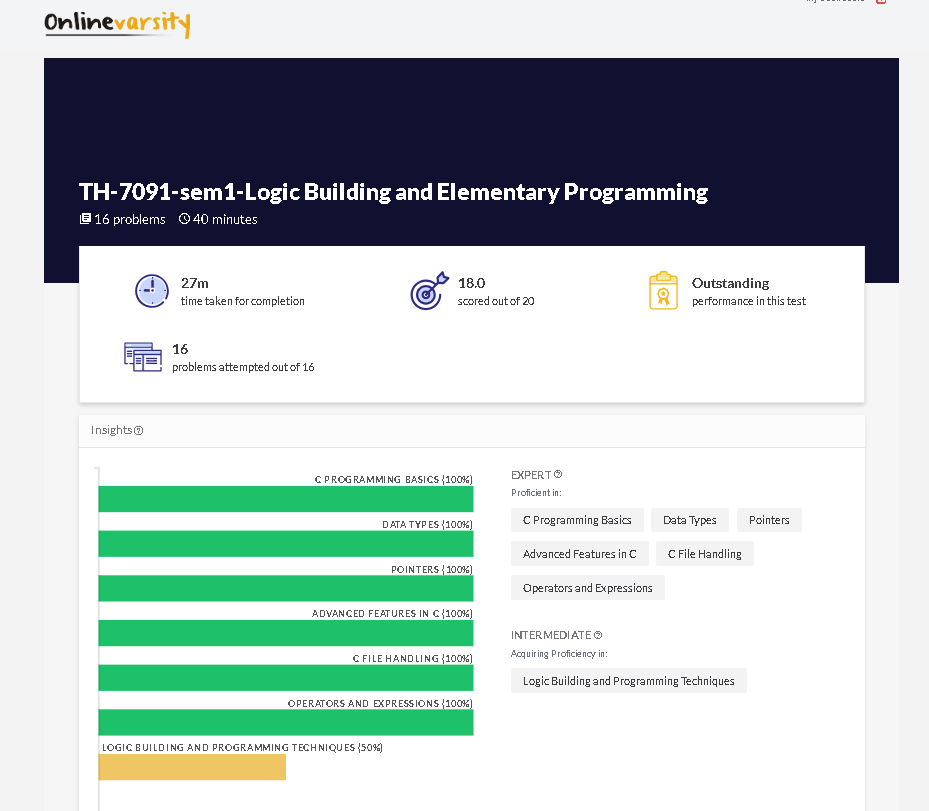 Onlinevarsity
TH-7091-sem1-Logic Building and Elementary Programming
16 problems 40 minutes
27m
time taken for completion
18.0
scored out of 20
Outstanding
performance in this test
16
problems attempted out of 16
Insights
C PROGRAMMING BASICS (100%)
DATA TYPES (100%)
POINTERS (100%)
ADVANCED FEATURES IN C (100%)
C FILE HANDLING (100%)
OPERATORS AND EXPRESSIONS (100%)
LOGIC BUILDING AND PROGRAMMING TECHNIQUES (50%)
EXPERT
Proficient in:
C Programming Basics Data Types Pointers
Advanced Features in C C File Handling
Operators and Expressions
INTERMEDIATE
Acquiring Proficiency in:
Logic Building and Programming Techniques